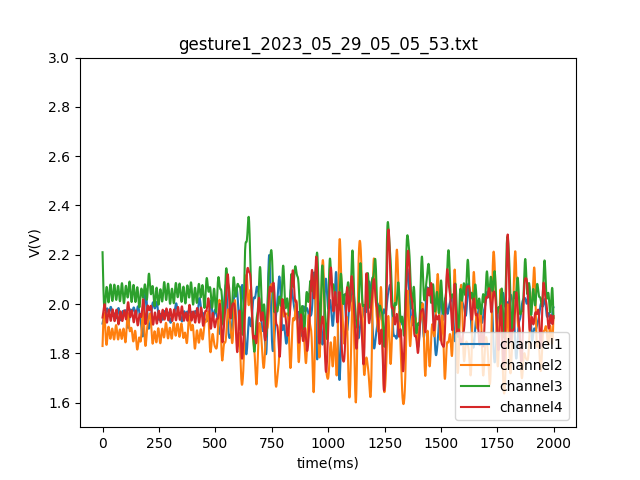 gesture1_2023_05_29_05_05_53.txt
3.0
2.8
2.6
2.4
2.2
2.0
1.8
1.6
V(V)
channel1
channel2
channel3
channel4
0 250 500 750 1000 1250 1500 1750 2000
time(ms)